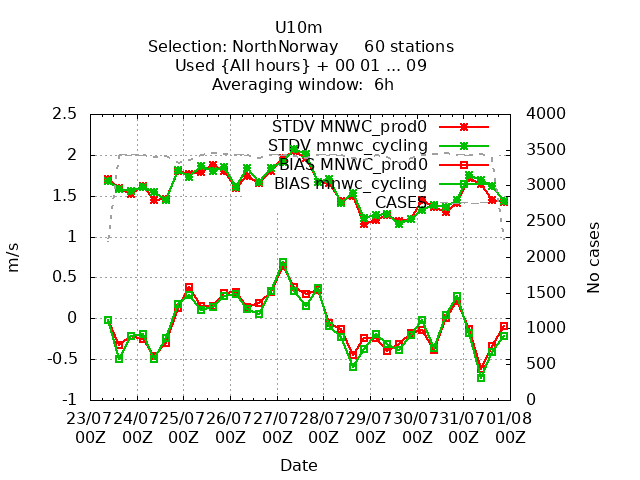 U10m
Selection: NorthNorway     60 stations
Used {All hours} + 00 01 ... 09
Averaging window:  6h
2.5
2
1.5
1
0.5
0
-0.5
-1
m/s
4000
3500
3000
2500
2000
1500
1000
500
0
No cases
STDV MNWC_prod0
STDV mnwc_cycling
BIAS MNWC_prod0
BIAS mnwc_cycling
CASES
23/07 24/07 25/07 26/07 27/07 28/07 29/07 30/07 31/07 01/08
00Z 00Z 00Z 00Z 00Z 00Z 00Z 00Z 00Z 00Z
Date